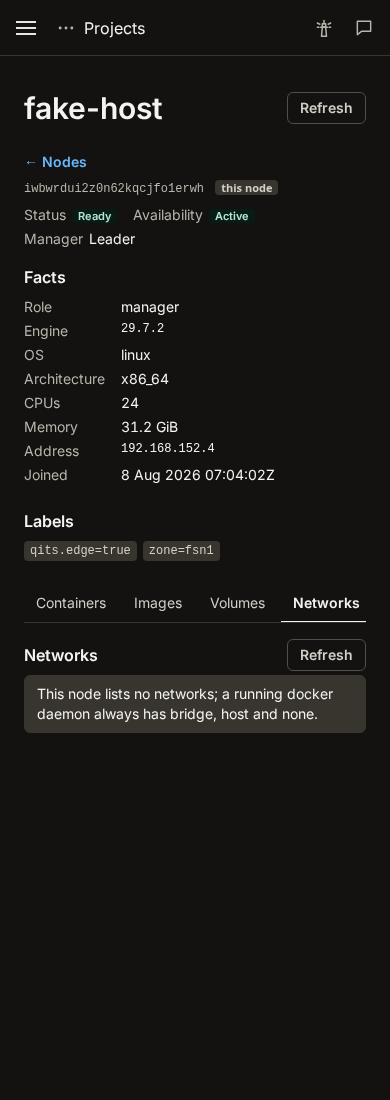 Projects
fake-host
Refresh
← Nodes
iwbwrdui2z0n62kqcjfo1erwh this node
Status Ready Availability Active
Manager Leader
Facts
Role manager
Engine 29.7.2
OS linux
Architecture x86_64
CPUs 24
Memory 31.2 GiB
Address 192.168.152.4
Joined 8 Aug 2026 07:04:02Z
Labels
qits.edge=true zone=fsn1
Containers Images Volumes Networks
Networks
Refresh
This node lists no networks; a running docker
daemon always has bridge, host and none.